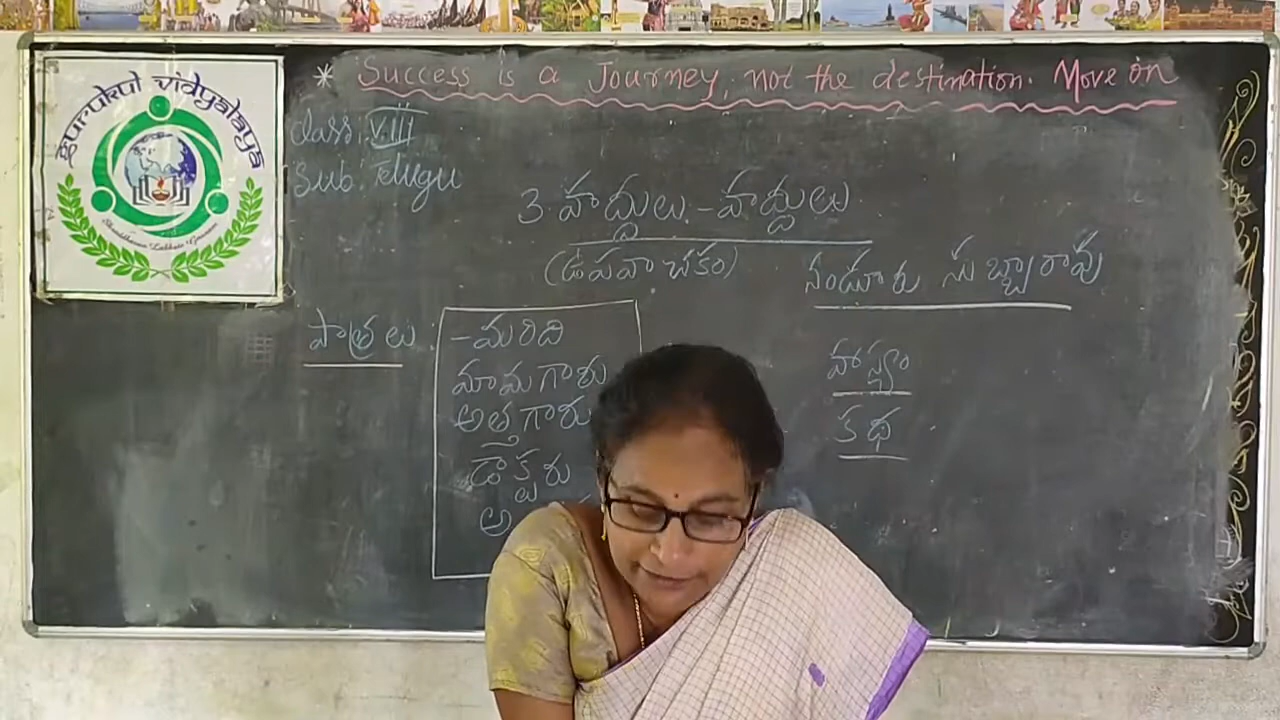 gurukul vidyalaya
* Success is a Journey, not the destination. Move on
Class: VIII
Sub: Telugu
3. హద్దులు - హద్దులు
(ఉపవాచకం)
నండూరు సుబ్బారావు
పాత్రలు :
- మరిది
మామగారు
అత్తగారు
డాక్టరు
అ
హాస్యం
కథ